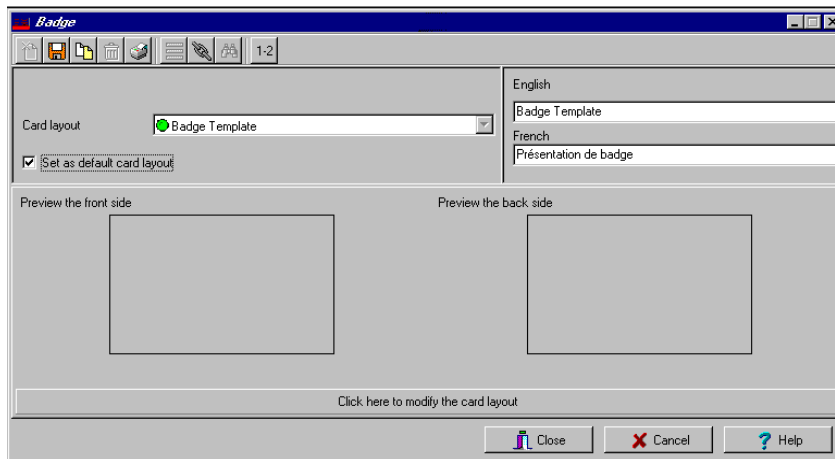 Badge
1-2
English
Card layout
Badge Template
Badge Template
French
Set as default card layout
Présentation de badge
Preview the front side
Preview the back side
Click here to modify the card layout
Close
Cancel
? Help